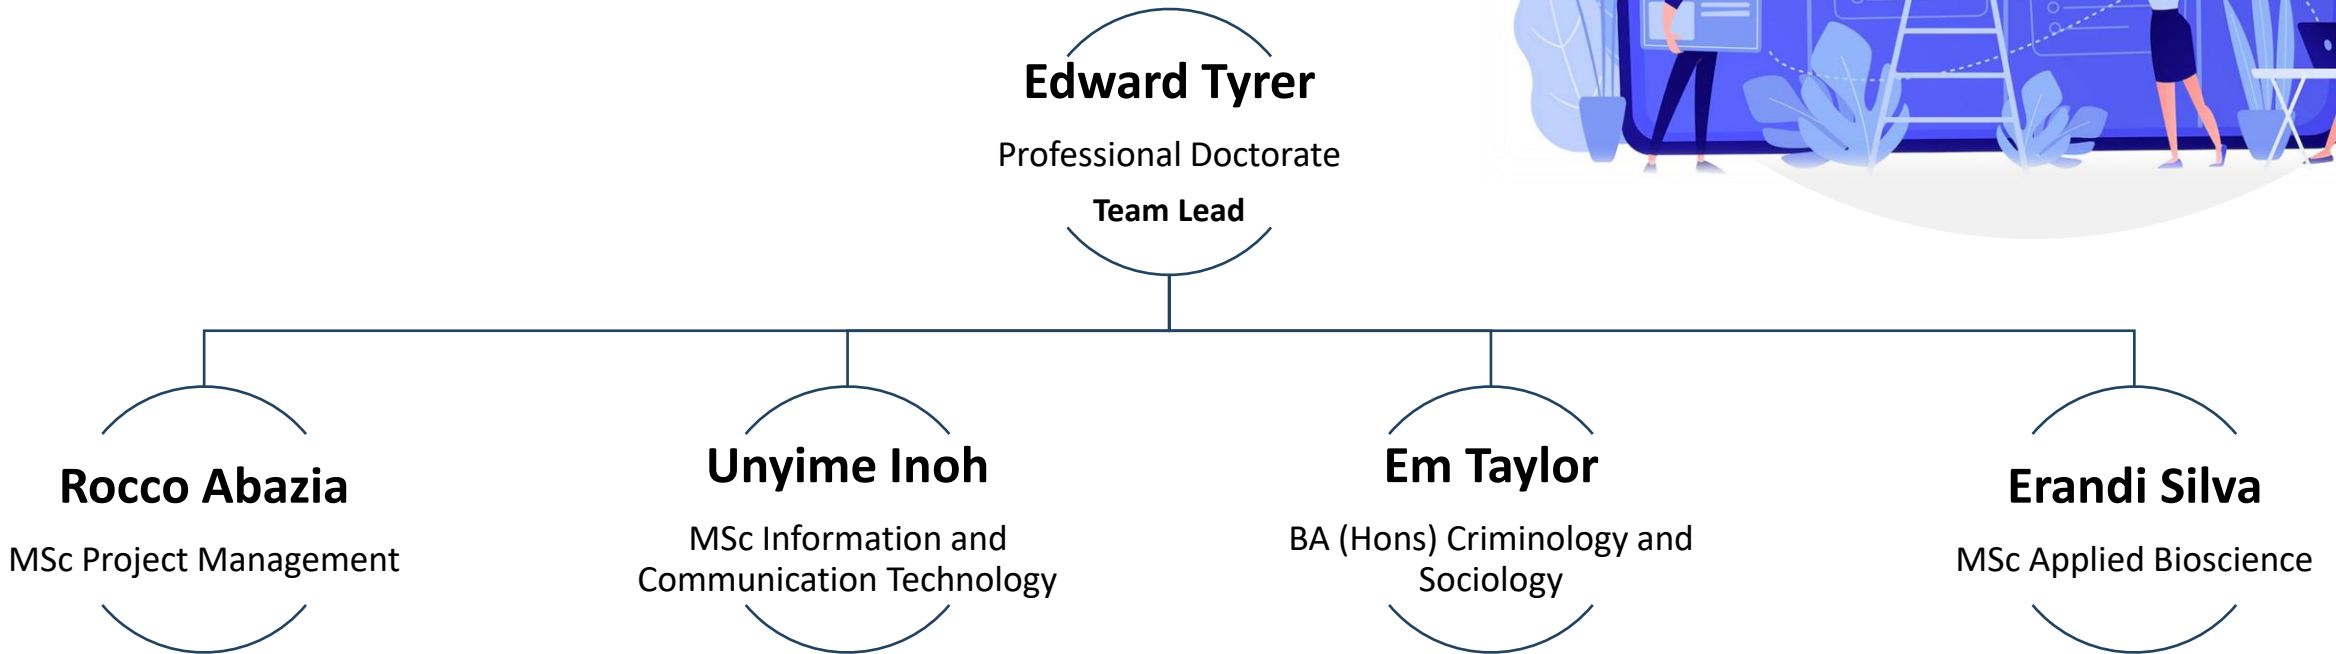 Edward Tyrer
Professional Doctorate
Team Lead
Rocco Abazia
MSc Project Management
Unyime Inoh
MSc Information and
Communication Technology
Em Taylor
BA (Hons) Criminology and
Sociology
Erandi Silva
MSc Applied Bioscience